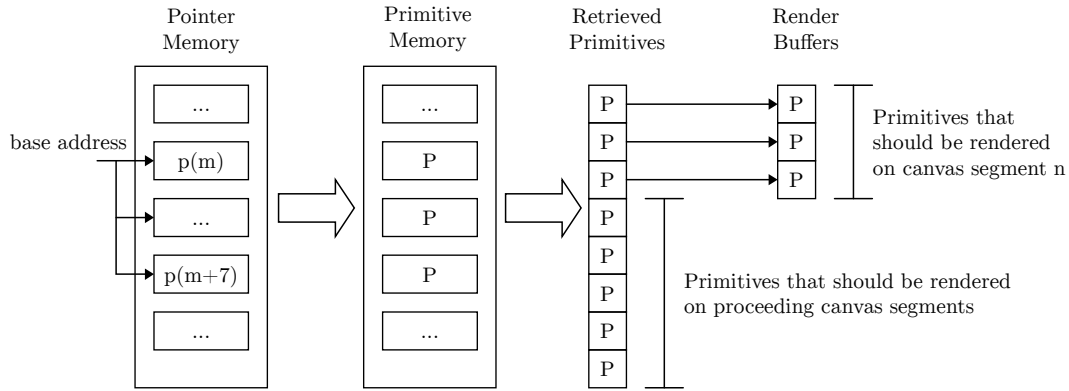 Pointer
Memory
Primitive
Memory
Retrieved
Primitives
Render
Buffers
base address
...
p(m)
...
p(m+7)
...
...
P
P
P
...
P
P
P
P
P
P
P
P
P
P
P
Primitives that
should be rendered
on canvas segment n
Primitives that should be rendered
on proceeding canvas segments